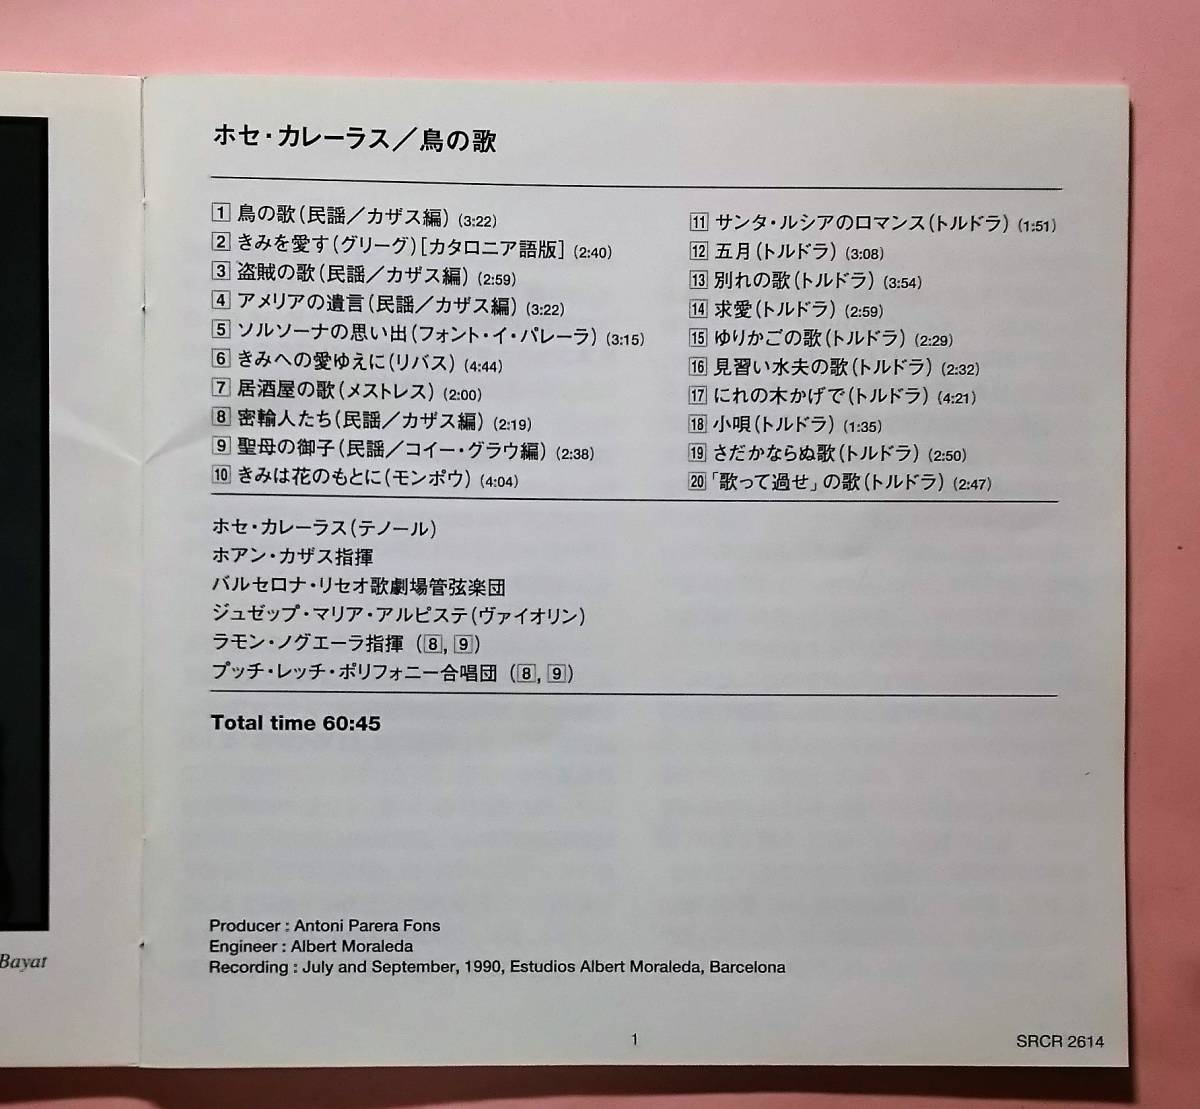 ホセ・カレーラス／鳥の歌
1 鳥の歌(民謡／カザス編) (3:22)
2 きみを愛す(グリーグ)[カタロニア語版] (2:40)
3 盗賊の歌(民謡／カザス編) (2:59)
4 アメリアの遺言(民謡／カザス編) (3:22)
5 ソルソーナの思い出(フォント・イ・パレーラ) (3:15)
6 きみへの愛ゆえに(リバス) (4:44)
7 居酒屋の歌(メストレス) (2:00)
8 密輸人たち(民謡／カザス編) (2:19)
9 聖母の御子(民謡／コイー・グラウ編) (2:38)
10 きみは花のもとに(モンポウ) (4:04)
11 サンタ・ルシアのロマンス(トルドラ) (1:51)
12 五月(トルドラ) (3:08)
13 別れの歌(トルドラ) (3:54)
14 求愛(トルドラ) (2:59)
15 ゆりかごの歌(トルドラ) (2:29)
16 見習い水夫の歌(トルドラ) (2:32)
17 にれの木かげで(トルドラ) (4:21)
18 小唄(トルドラ) (1:35)
19 さだかならぬ歌(トルドラ) (2:50)
20 「歌って過せ」の歌(トルドラ) (2:47)
ホセ・カレーラス(テノール)
ホアン・カザス指揮
バルセロナ・リセオ歌劇場管弦楽団
ジュゼップ・マリア・アルピステ(ヴァイオリン)
ラモン・ノグエーラ指揮 (8, 9)
プッチ・レッチ・ポリフォニー合唱団 (8, 9)
Total time 60:45
Producer : Antoni Parera Fons
Engineer : Albert Moraleda
Bayat
Recording : July and September, 1990, Estudios Albert Moraleda, Barcelona
1
SRCR 2614